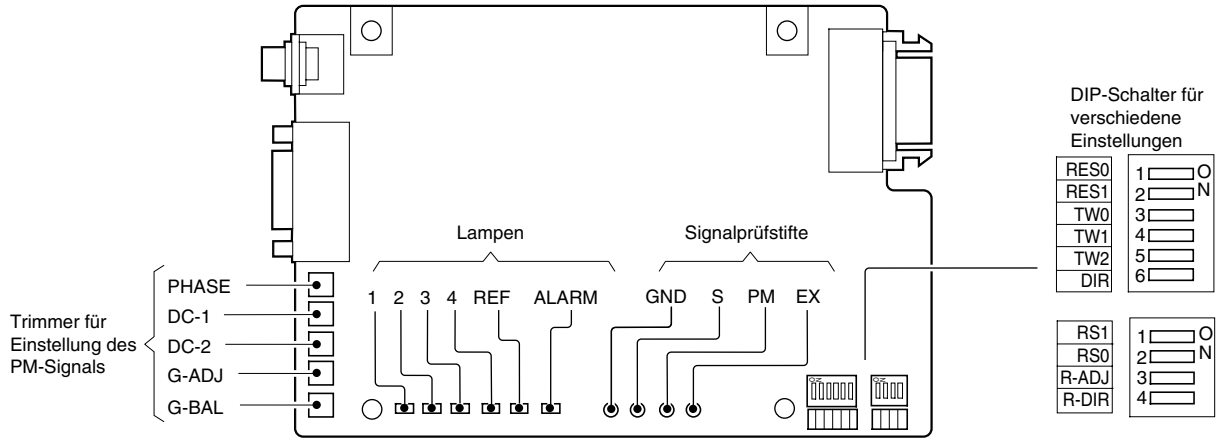 DIP-Schalter für
verschiedene
Einstellungen
RES0 1 O
RES1 2 N
TW0 3
TW1 4
TW2 5
DIR 6
RS1 1 O
RS0 2 N
R-ADJ 3
R-DIR 4
Lampen
Signalprüfstifte
1 2 3 4 REF ALARM GND S PM EX
Trimmer für
Einstellung des
PM-Signals
PHASE
DC-1
DC-2
G-ADJ
G-BAL
ON ON